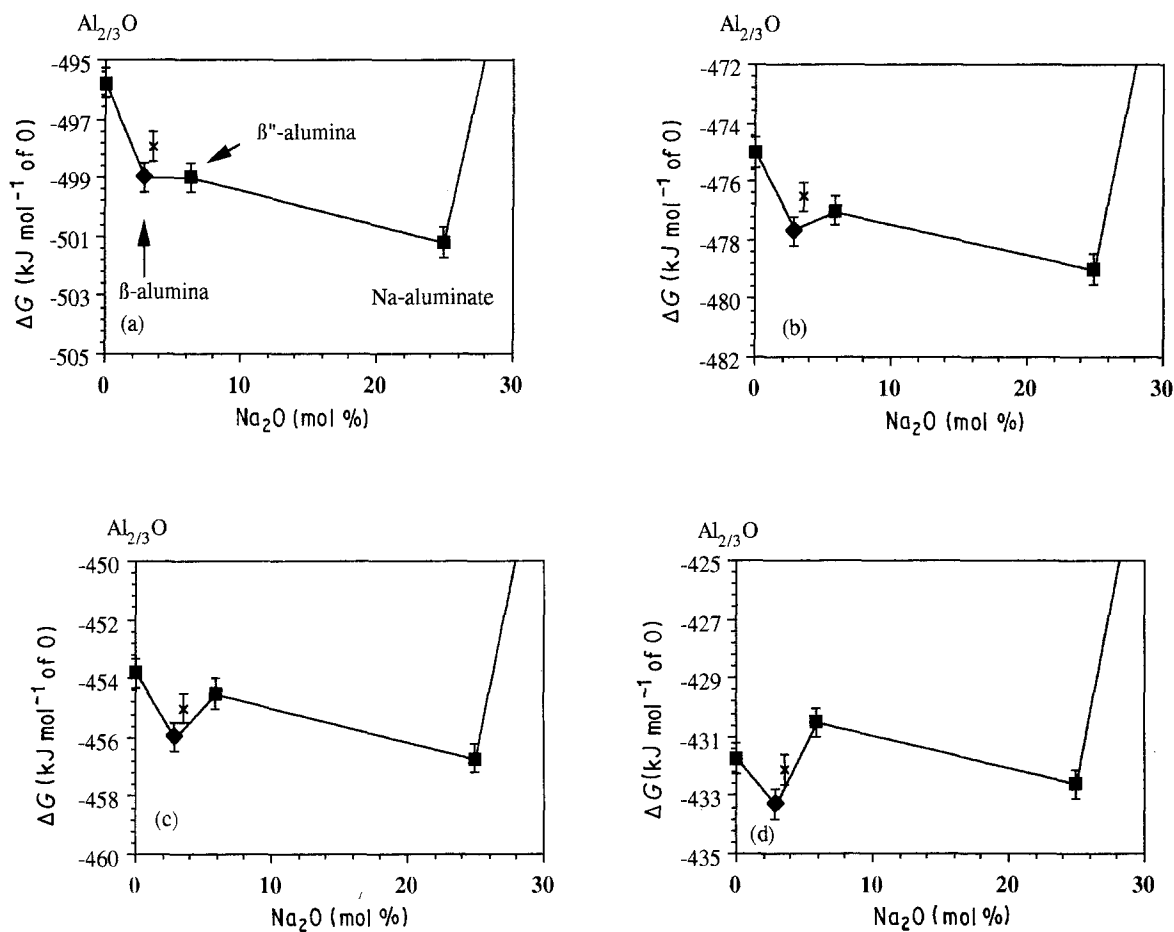 Al2/3O
-495
-497
-499
-501
-503
-505
ΔG (kJ mol⁻¹ of O)
ß"-alumina
ß-alumina
Na-aluminate
(a)
0 10 20 30
Na₂O (mol %)
Al2/3O
-472
-474
-476
-478
-480
-482
ΔG (kJ mol⁻¹ of O)
(b)
0 10 20 30
Na₂O (mol %)
Al2/3O
-450
-452
-454
-456
-458
-460
ΔG (kJ mol⁻¹ of O)
(c)
0 10 20 30
Na₂O (mol %)
Al2/3O
-425
-427
-429
-431
-433
-435
ΔG (kJ mol⁻¹ of O)
(d)
0 10 20 30
Na₂O (mol %)